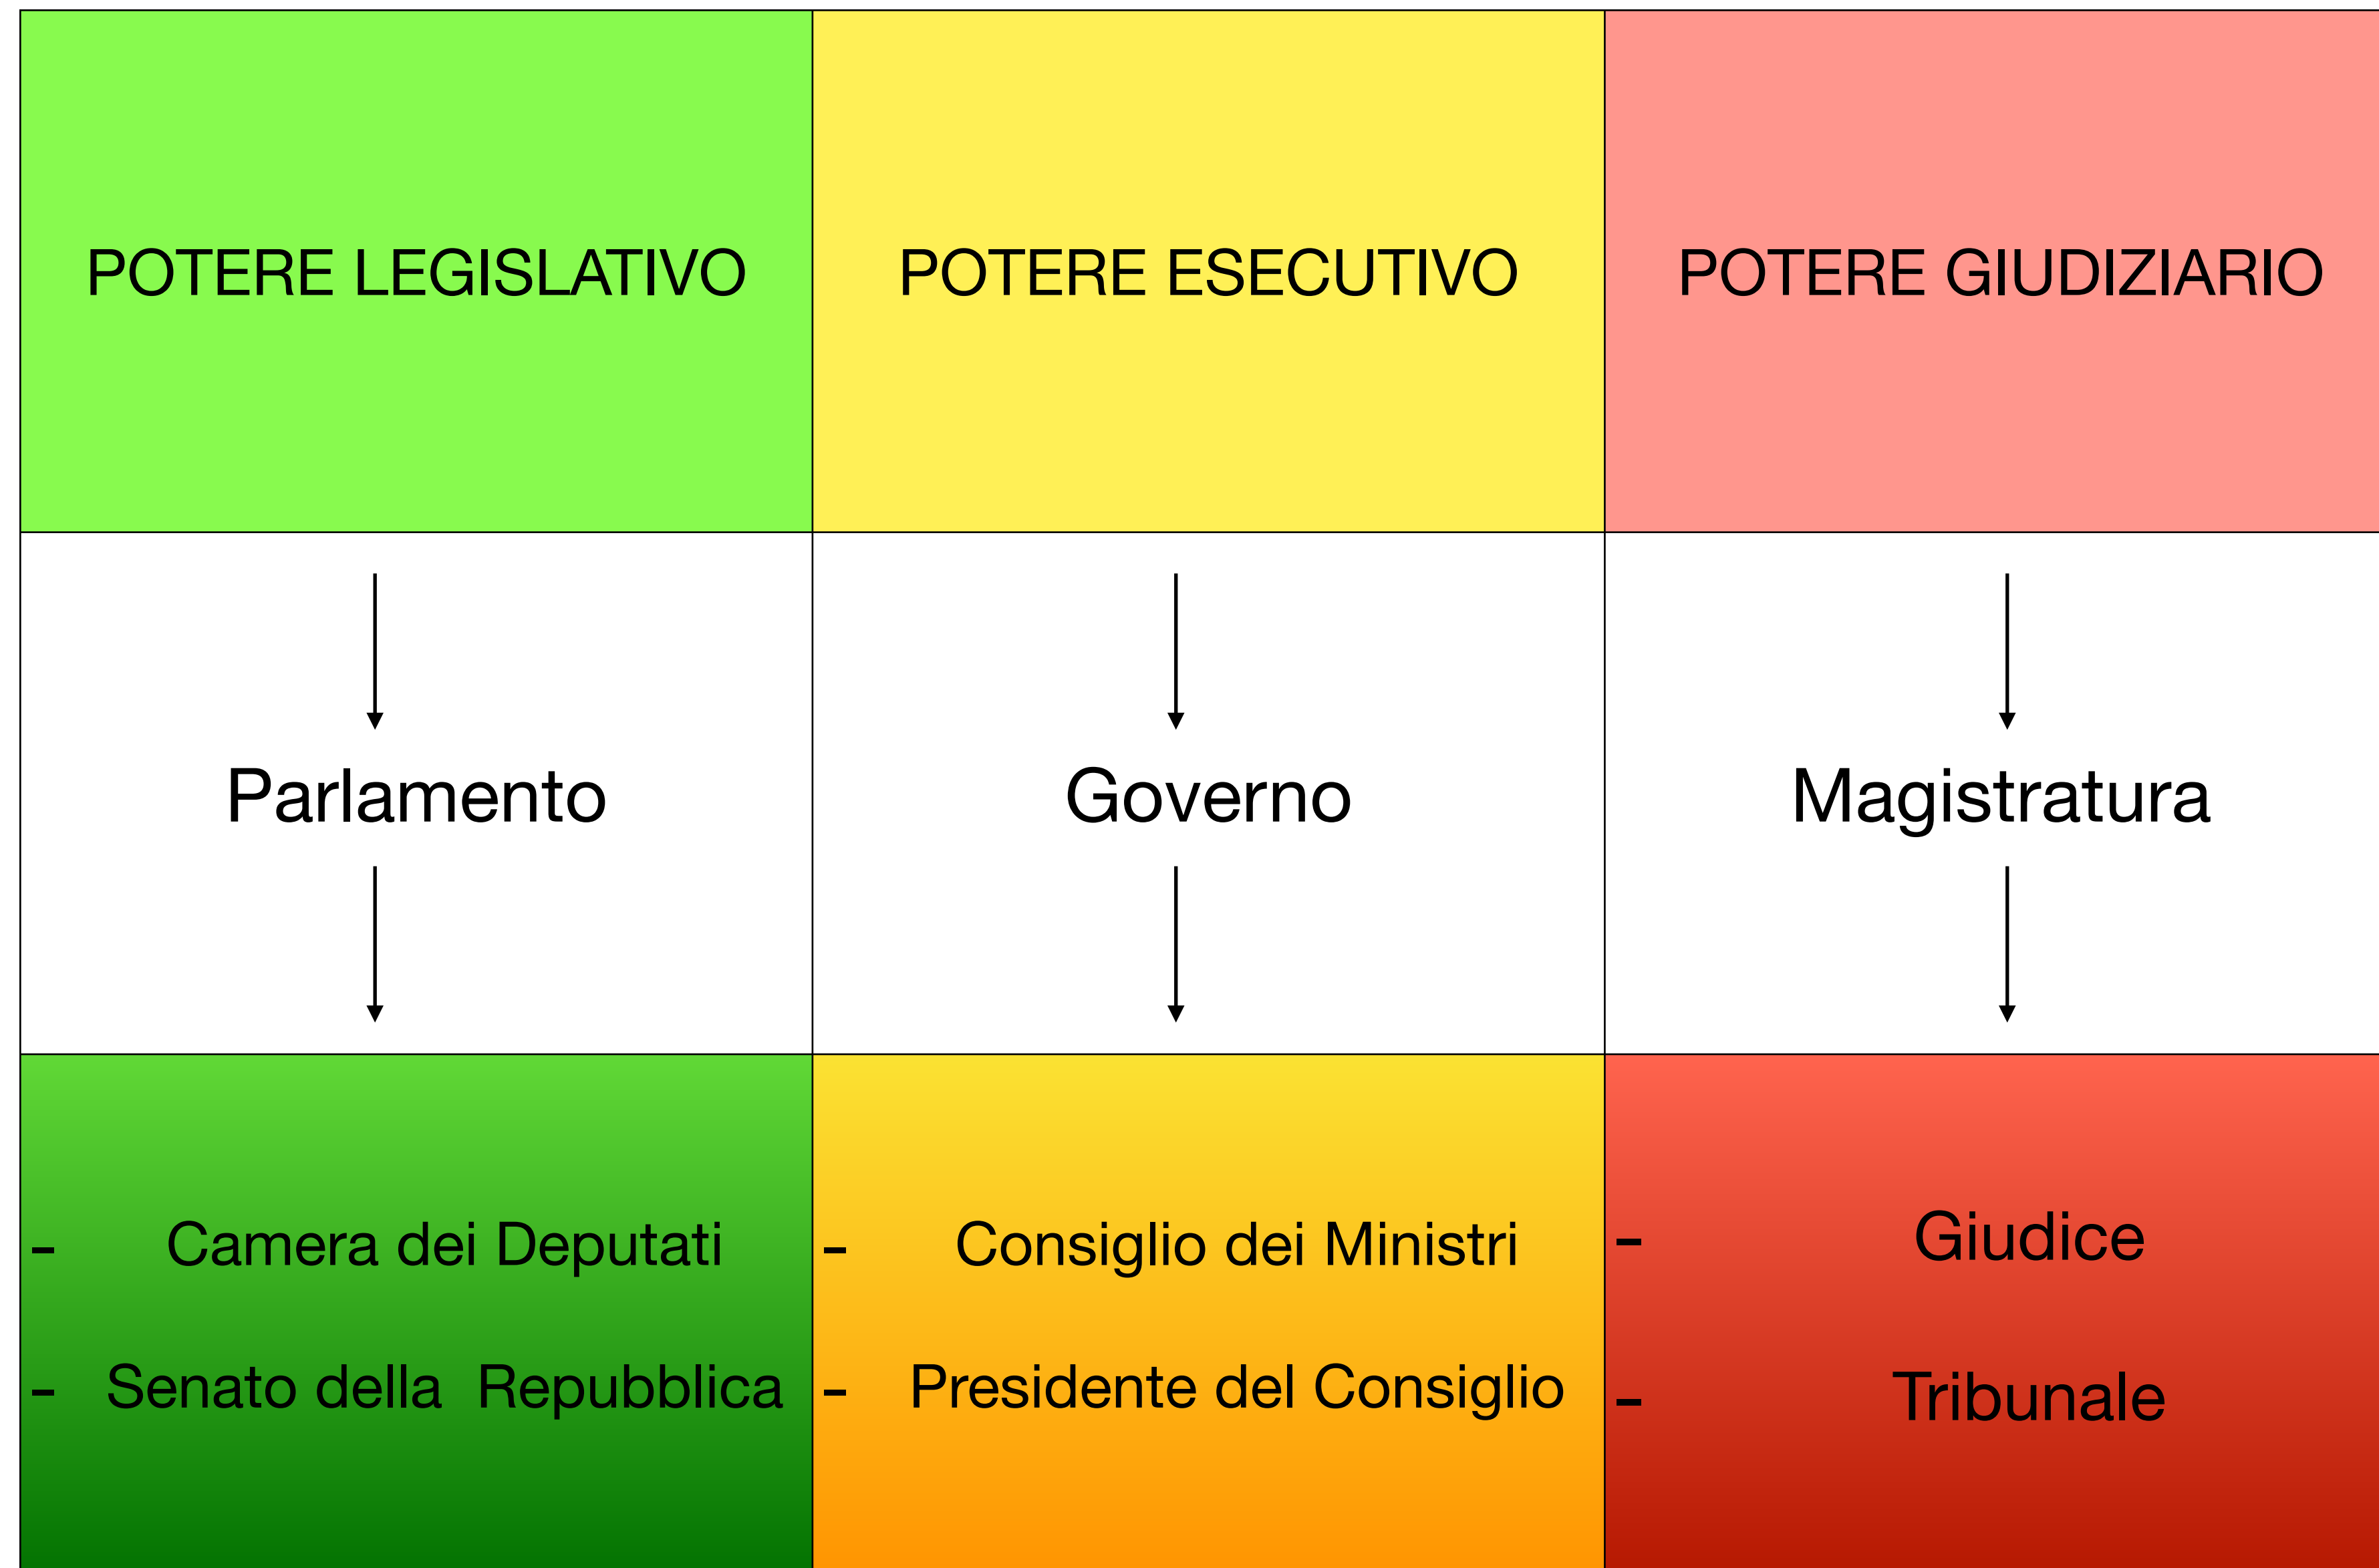 POTERE LEGISLATIVO
POTERE ESECUTIVO
POTERE GIUDIZIARIO
Parlamento
Governo
Magistratura
- Camera dei Deputati
- Senato della Repubblica
- Consiglio dei Ministri
- Presidente del Consiglio
- Giudice
- Tribunale